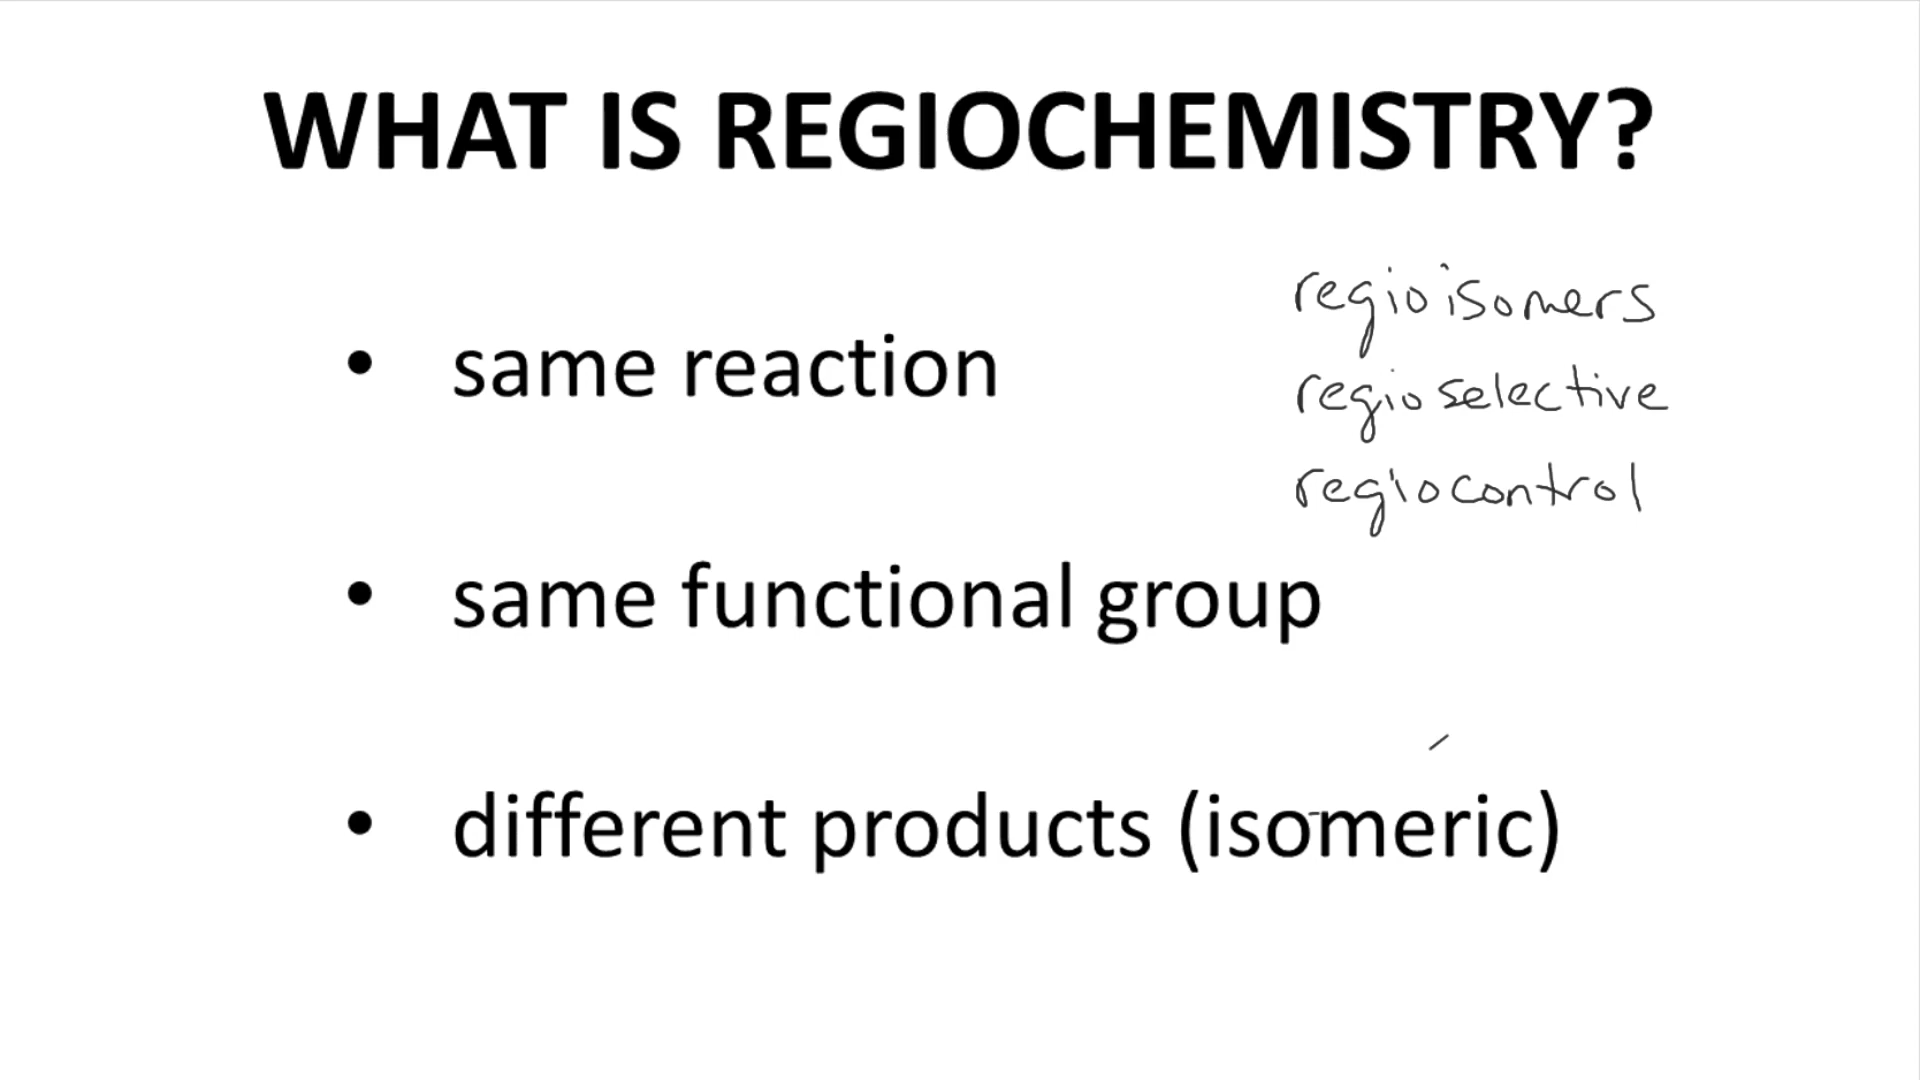 WHAT IS REGIOCHEMISTRY?
regioisomers
• same reaction
regioselective
regiocontrol
• same functional group
• different products (isomeric)